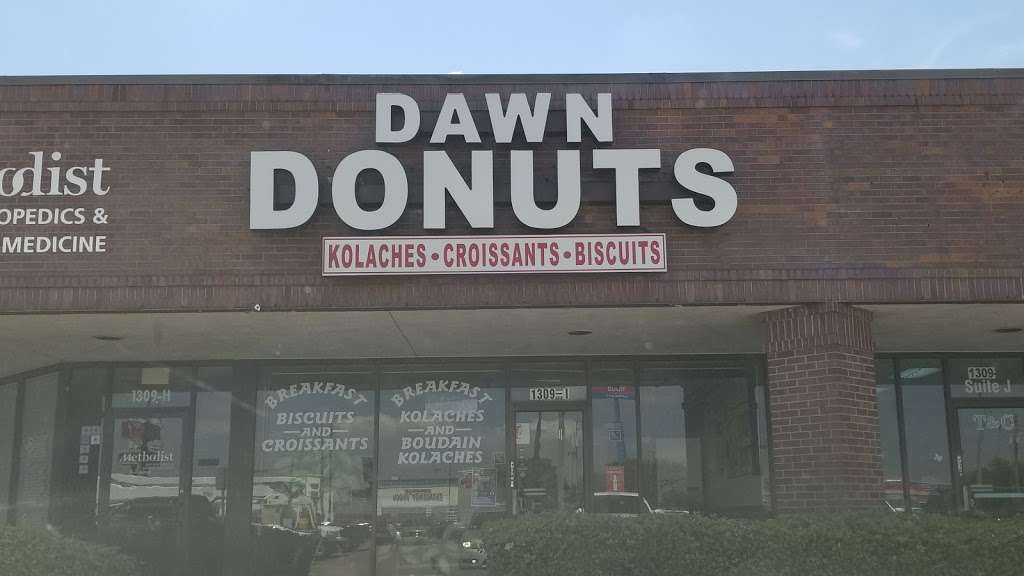 DAWN
DONUTS
KOLACHES • CROISSANTS • BISCUITS
odist
OPEDICS &
MEDICINE
1309-H
Methodist
BREAKFAST
BISCUITS
AND
CROISSANTS
BREAKFAST
KOLACHES
AND
BOUDAIN
KOLACHES
1309-I
1309-
Suite J
T&C